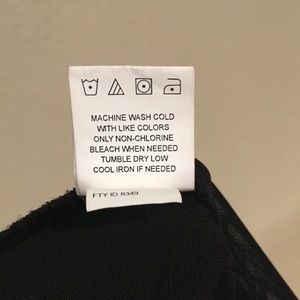 MACHINE WASH COLD
WITH LIKE COLORS
ONLY NON-CHLORINE
BLEACH WHEN NEEDED
TUMBLE DRY LOW
COOL IRON IF NEEDED
FTY ID 8349